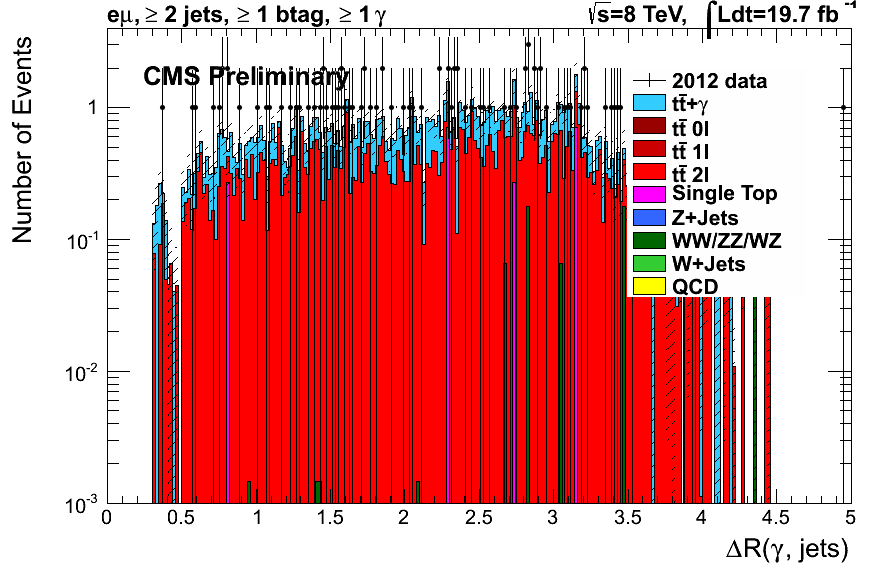 eμ, ≥ 2 jets, ≥ 1 btag, ≥ 1 γ
√s=8 TeV, ∫Ldt=19.7 fb⁻¹
CMS Preliminary
Number of Events
1
10⁻¹
10⁻²
10⁻³
2012 data
tt̄+γ
tt̄ 0l
tt̄ 1l
tt̄ 2l
Single Top
Z+Jets
WW/ZZ/WZ
W+Jets
QCD
0 0.5 1 1.5 2 2.5 3 3.5 4 4.5 5
ΔR(γ, jets)